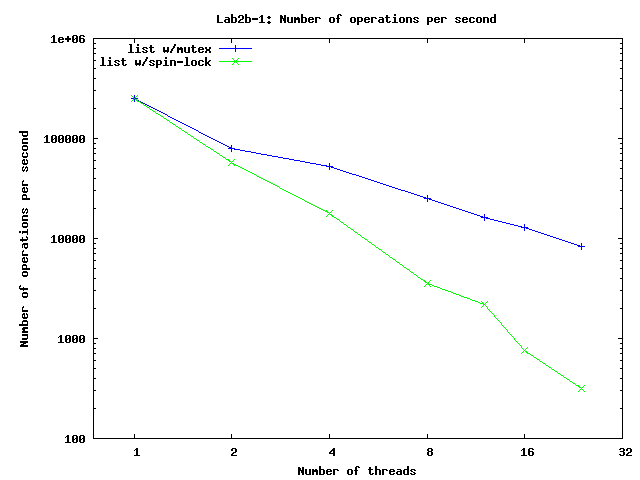 Lab2b-1: Number of operations per second
1e+06
list w/mutex
list w/spin-lock
100000
10000
1000
100
Number of operations per second
1 2 4 8 16 32
Number of threads